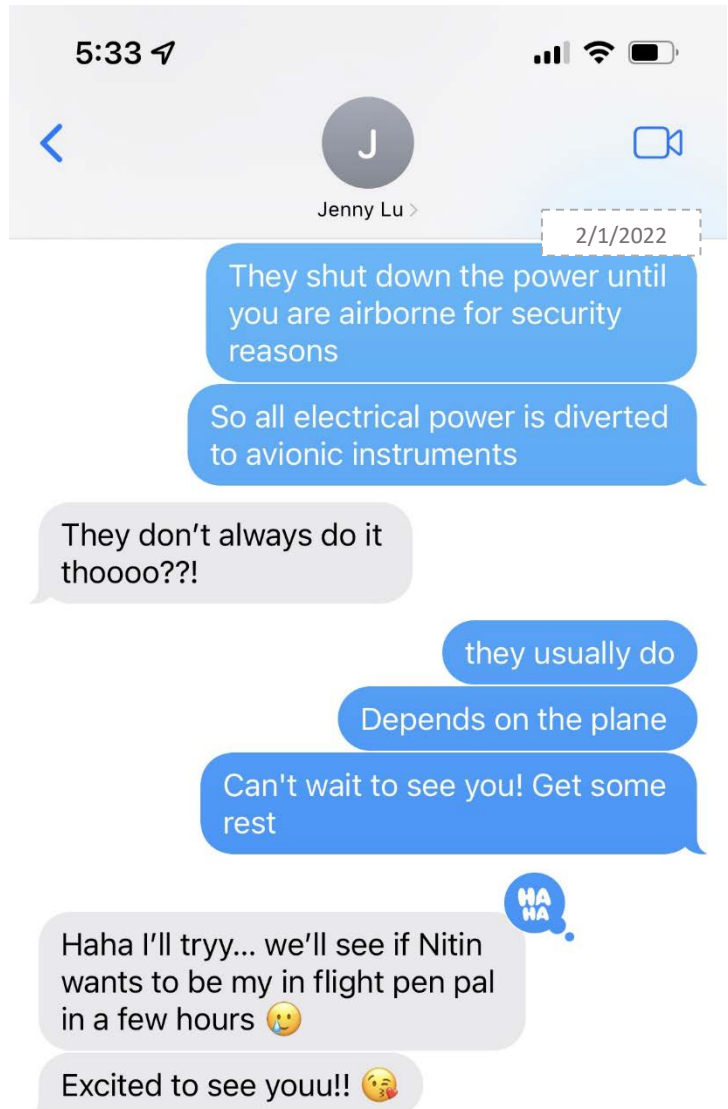 5:33
J
Jenny Lu
2/1/2022
They shut down the power until
you are airborne for security
reasons
So all electrical power is diverted
to avionic instruments
They don’t always do it
thoooo??!
they usually do
Depends on the plane
Can't wait to see you! Get some
rest
HA
HA
Haha I’ll tryy... we’ll see if Nitin
wants to be my in flight pen pal
in a few hours 🥲
Excited to see youu!! 😘